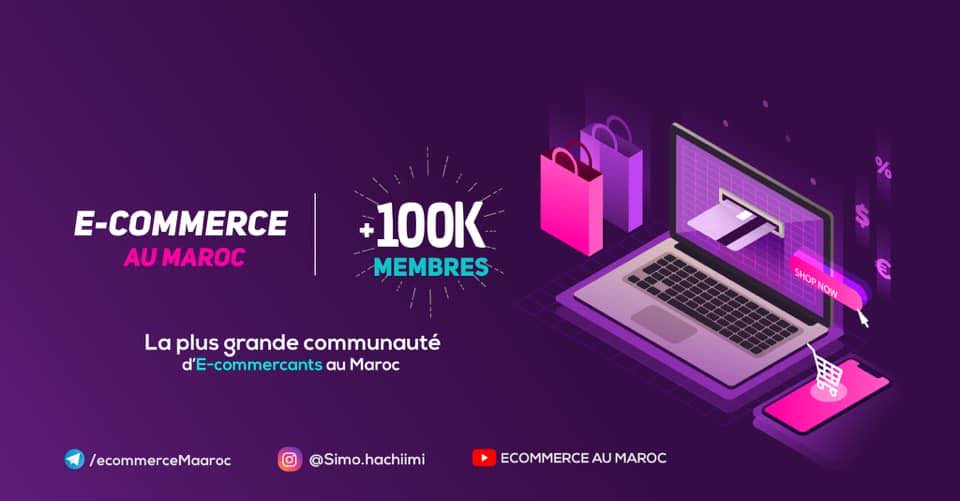 E-COMMERCE
AU MAROC
+100K
MEMBRES
La plus grande communauté
d'E-commercants au Maroc
SHOP NOW
%
$
€
/ecommerceMaaroc
@Simo.hachiimi
ECOMMERCE AU MAROC